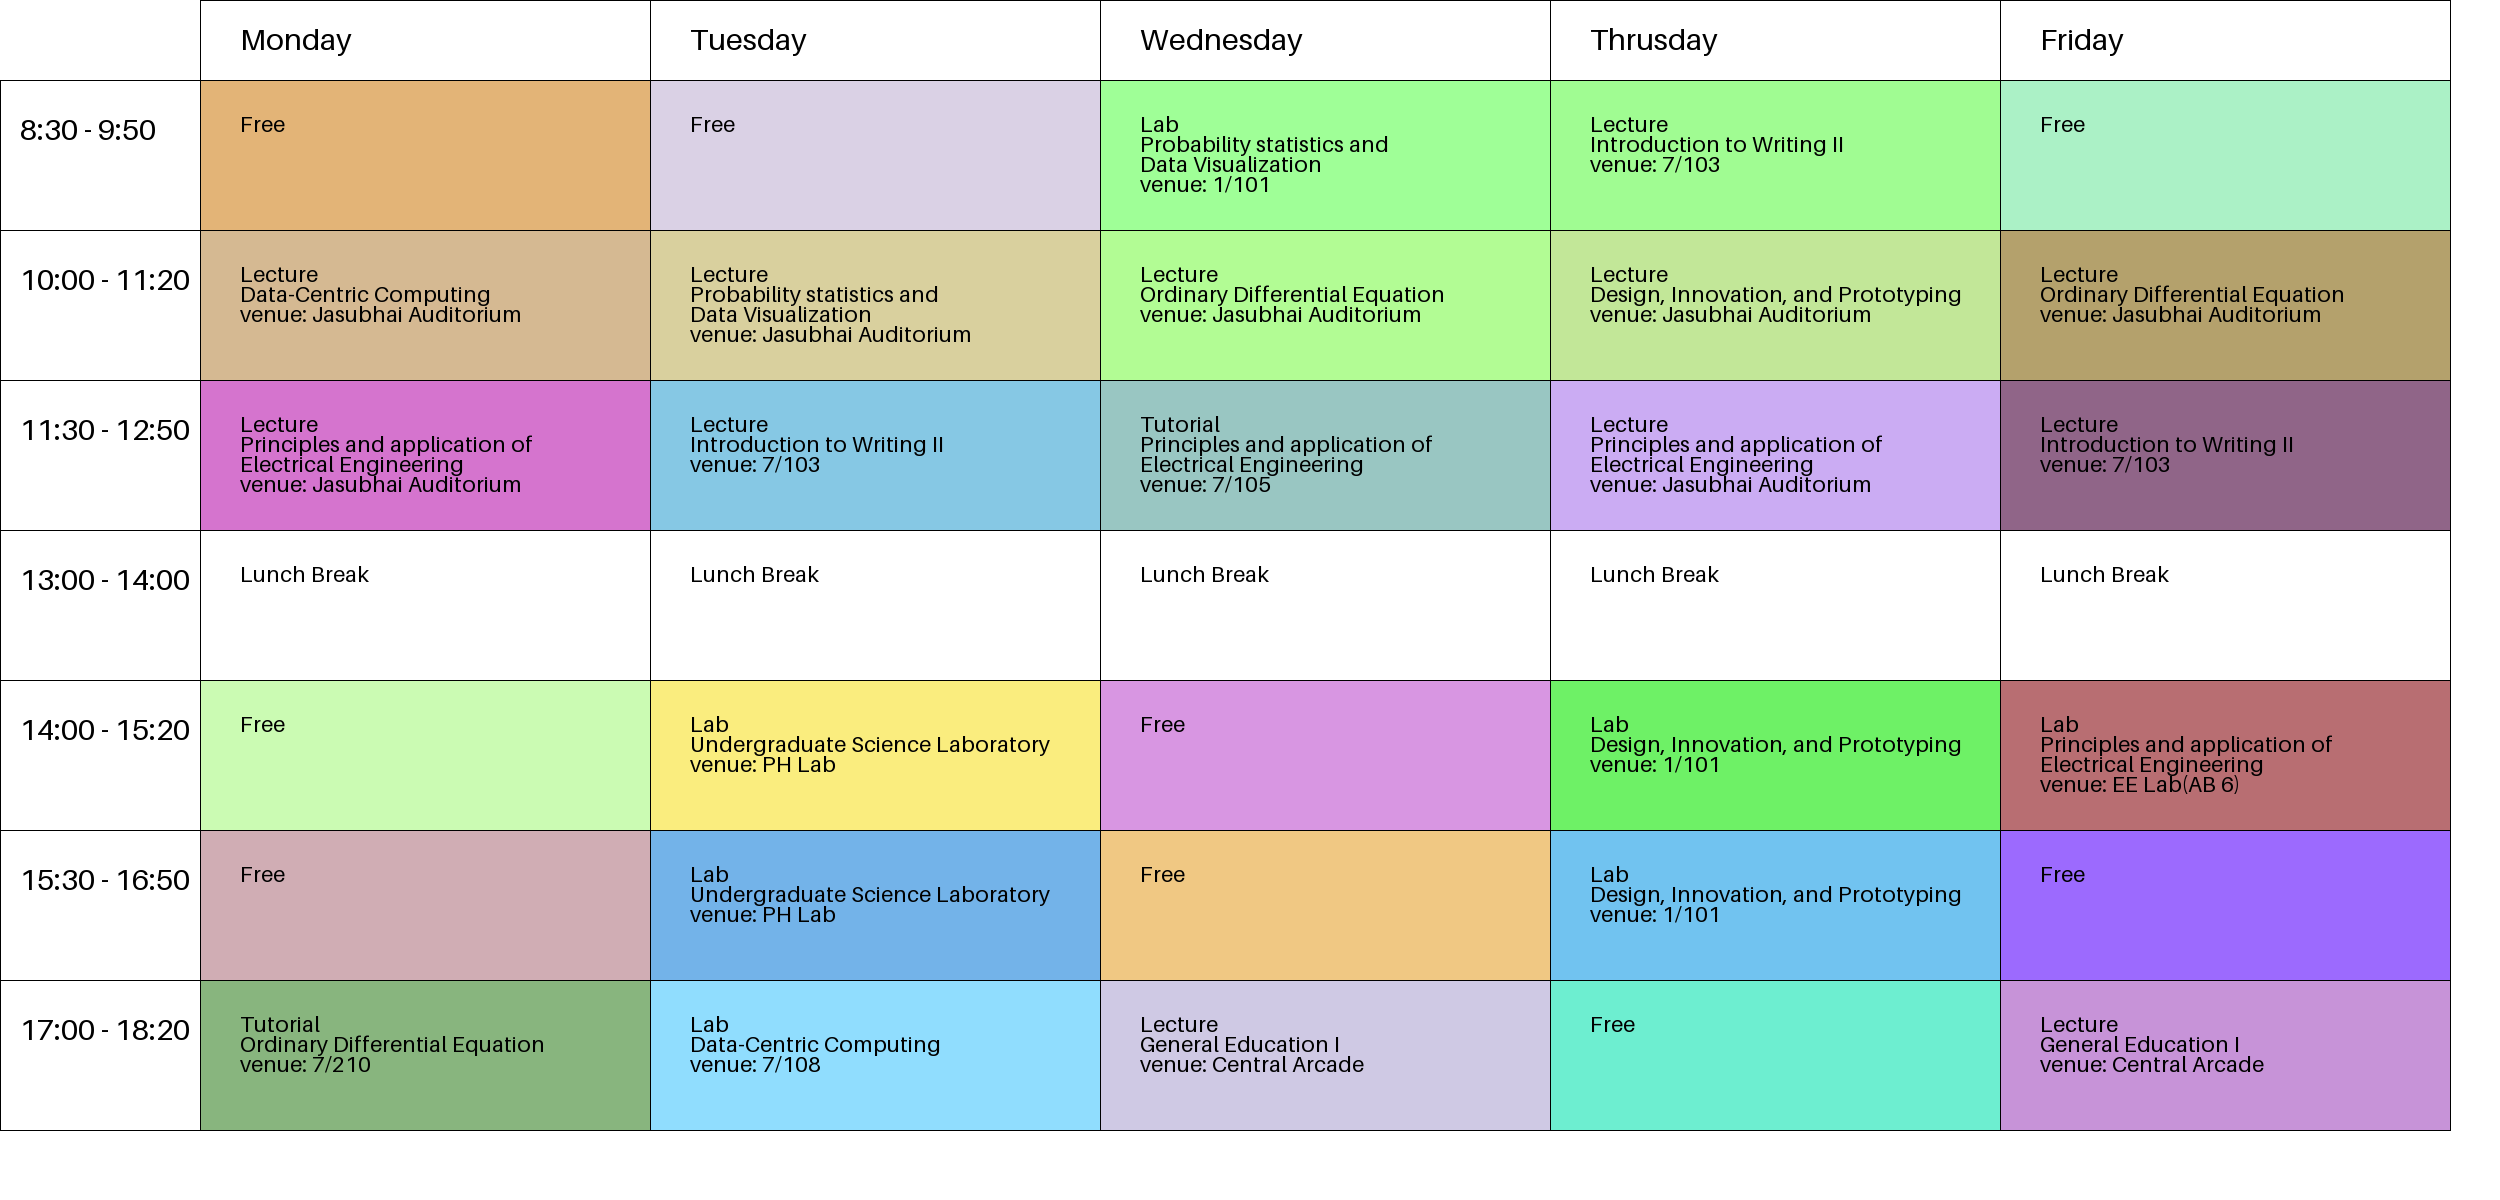 Monday
Tuesday
Wednesday
Thrusday
Friday
8:30 - 9:50
Free
Free
Lab
Probability statistics and
Data Visualization
venue: 1/101
Lecture
Introduction to Writing II
venue: 7/103
Free
10:00 - 11:20
Lecture
Data-Centric Computing
venue: Jasubhai Auditorium
Lecture
Probability statistics and
Data Visualization
venue: Jasubhai Auditorium
Lecture
Ordinary Differential Equation
venue: Jasubhai Auditorium
Lecture
Design, Innovation, and Prototyping
venue: Jasubhai Auditorium
Lecture
Ordinary Differential Equation
venue: Jasubhai Auditorium
11:30 - 12:50
Lecture
Principles and application of
Electrical Engineering
venue: Jasubhai Auditorium
Lecture
Introduction to Writing II
venue: 7/103
Tutorial
Principles and application of
Electrical Engineering
venue: 7/105
Lecture
Principles and application of
Electrical Engineering
venue: Jasubhai Auditorium
Lecture
Introduction to Writing II
venue: 7/103
13:00 - 14:00
Lunch Break
Lunch Break
Lunch Break
Lunch Break
Lunch Break
14:00 - 15:20
Free
Lab
Undergraduate Science Laboratory
venue: PH Lab
Free
Lab
Design, Innovation, and Prototyping
venue: 1/101
Lab
Principles and application of
Electrical Engineering
venue: EE Lab(AB 6)
15:30 - 16:50
Free
Lab
Undergraduate Science Laboratory
venue: PH Lab
Free
Lab
Design, Innovation, and Prototyping
venue: 1/101
Free
17:00 - 18:20
Tutorial
Ordinary Differential Equation
venue: 7/210
Lab
Data-Centric Computing
venue: 7/108
Lecture
General Education I
venue: Central Arcade
Free
Lecture
General Education I
venue: Central Arcade